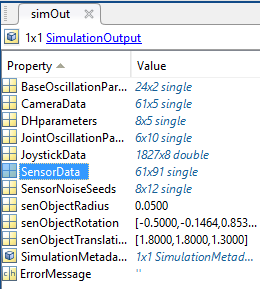 simOut
1x1 SimulationOutput
Property Value
BaseOscillationPar... 24x2 single
CameraData 61x5 single
DHparameters 8x5 single
JointOscillationPa... 6x10 single
JoystickData 1827x8 double
SensorData 61x91 single
SensorNoiseSeeds 8x12 single
senObjectRadius 0.0500
senObjectRotation [-0.5000,-0.1464,0.853...
senObjectTranslati... [1.8000,1.8000,1.3000]
SimulationMetada... 1x1 SimulationMetad...
ErrorMessage ''